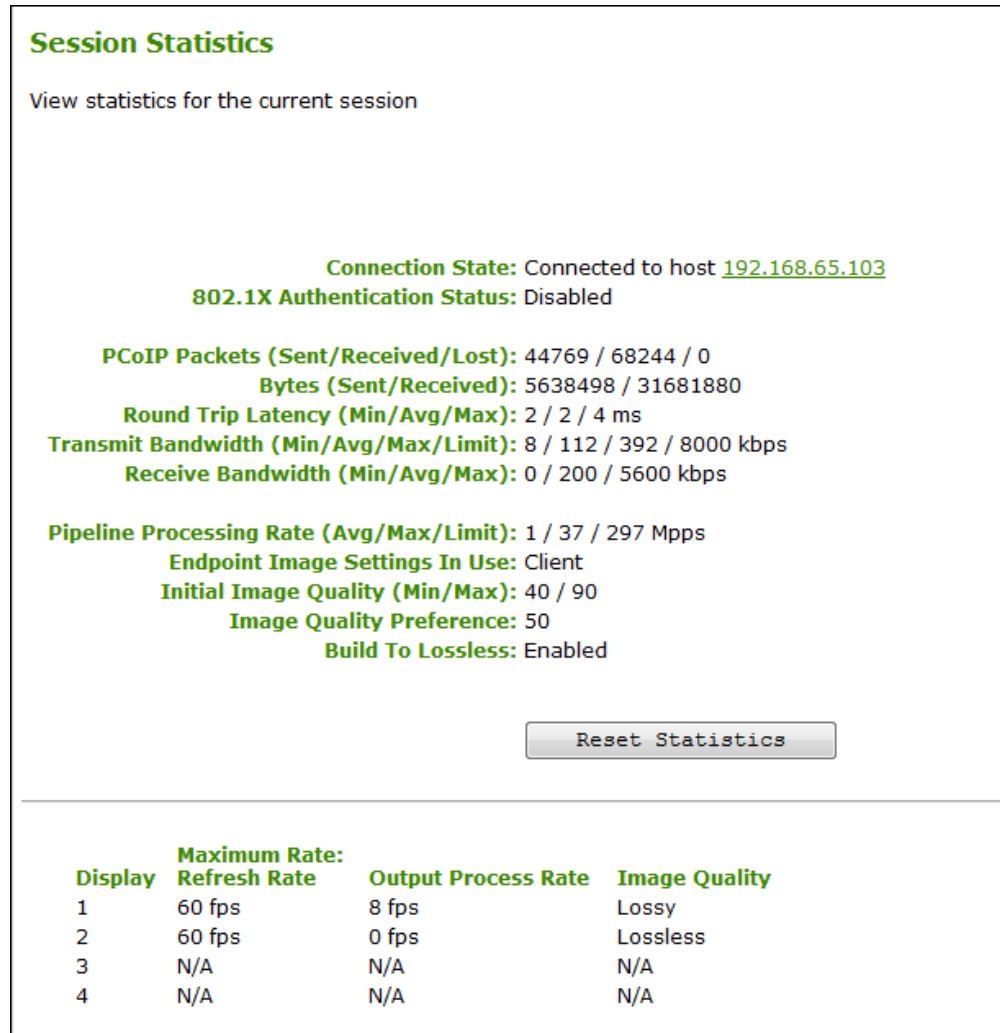 Session Statistics
View statistics for the current session
Connection State: Connected to host 192.168.65.103
802.1X Authentication Status: Disabled
PCoIP Packets (Sent/Received/Lost): 44769 / 68244 / 0
Bytes (Sent/Received): 5638498 / 31681880
Round Trip Latency (Min/Avg/Max): 2 / 2 / 4 ms
Transmit Bandwidth (Min/Avg/Max/Limit): 8 / 112 / 392 / 8000 kbps
Receive Bandwidth (Min/Avg/Max): 0 / 200 / 5600 kbps
Pipeline Processing Rate (Avg/Max/Limit): 1 / 37 / 297 Mpps
Endpoint Image Settings In Use: Client
Initial Image Quality (Min/Max): 40 / 90
Image Quality Preference: 50
Build To Lossless: Enabled
Reset Statistics
Maximum Rate:
Display Refresh Rate Output Process Rate Image Quality
1 60 fps 8 fps Lossy
2 60 fps 0 fps Lossless
3 N/A N/A N/A
4 N/A N/A N/A